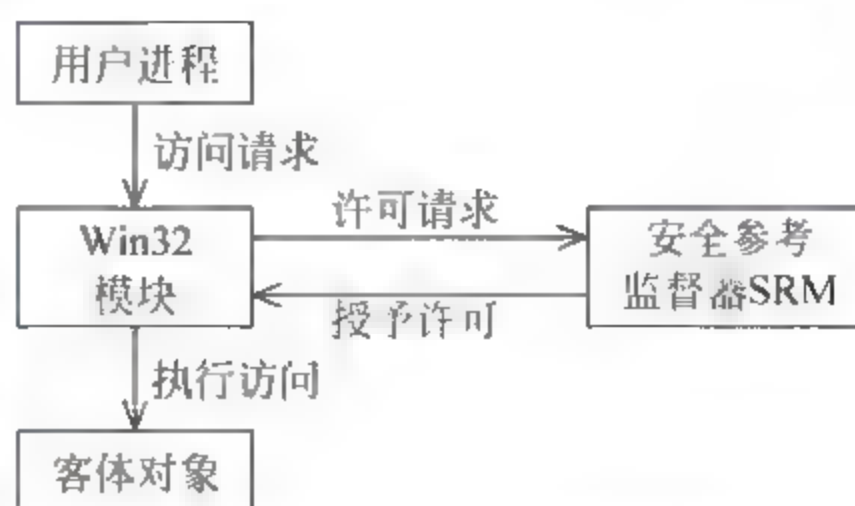 用户进程
访问请求
Win32
模块
许可请求
授予许可
安全参考
监督器SRM
执行访问
客体对象